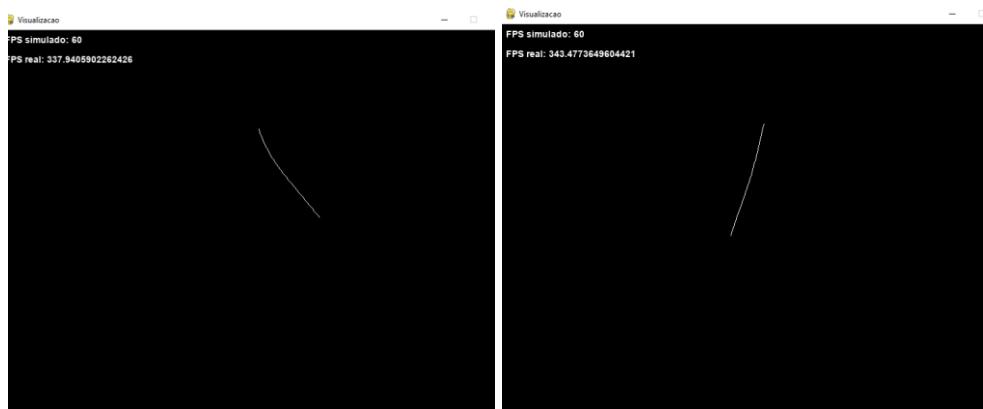 Visualizacao
FPS simulado: 60
FPS real: 337.9405902262426
Visualizacao
FPS simulado: 60
FPS real: 343.4773649604421